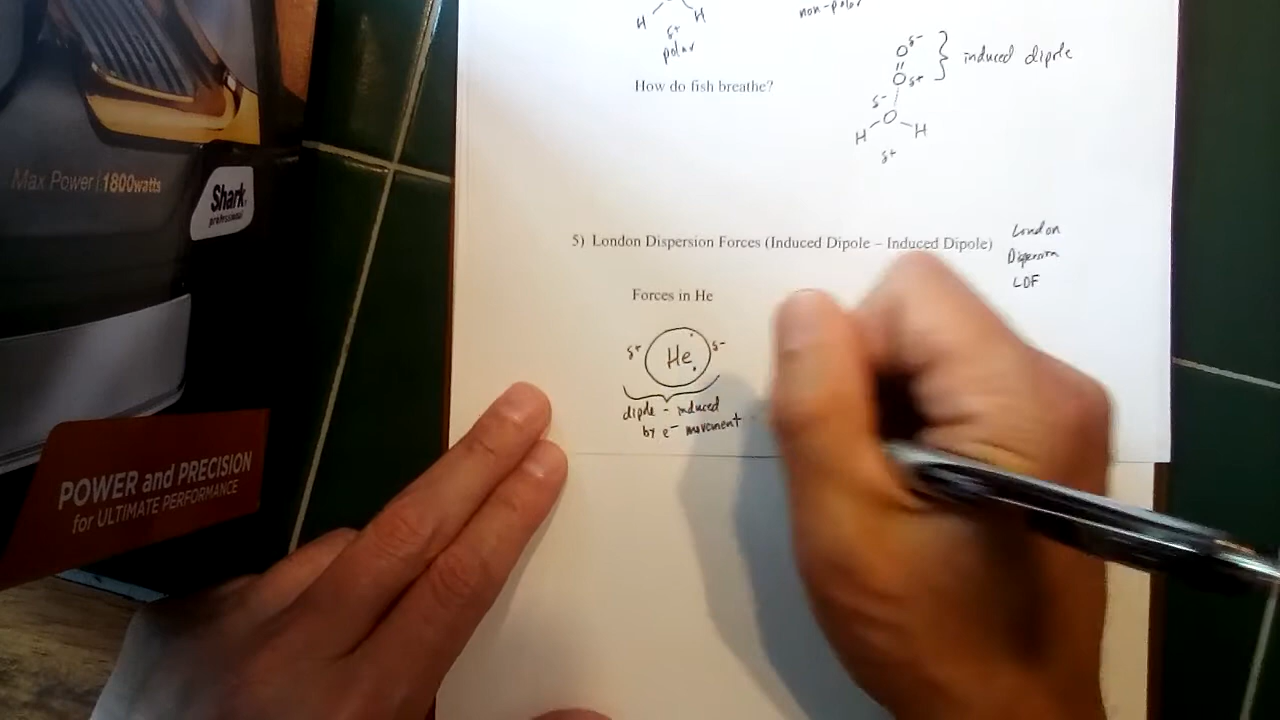 H H
δ+
polar
non-polar
How do fish breathe?
O δ-
O δ+
} induced dipole
δ-
O
H H
δ+
5) London Dispersion Forces (Induced Dipole – Induced Dipole)
London
Dispersion
LDF
Forces in He
δ+ He δ-
dipole - induced
by e- movement
Max Power | 1800watts
Shark
professional
POWER and PRECISION
for ULTIMATE PERFORMANCE